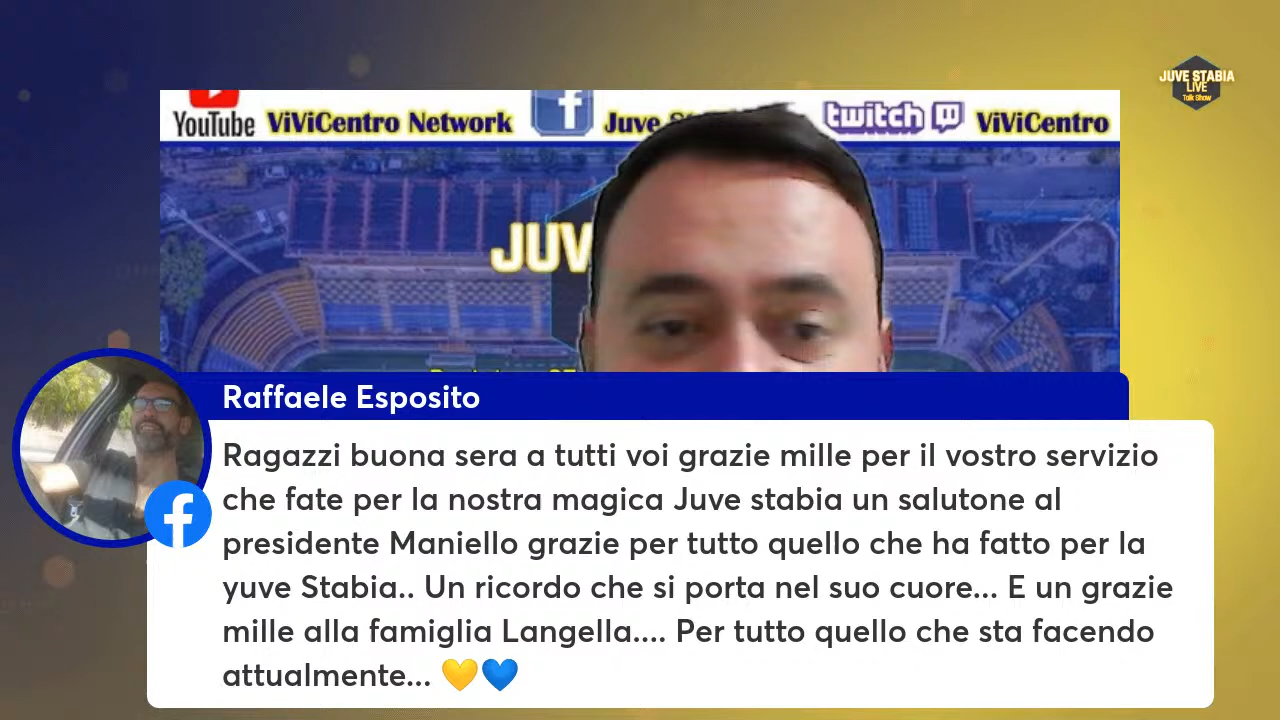 JUVE STABIA
LIVE
Talk Show
YouTube ViViCentro Network Juve twitch ViViCentro
JUV
Raffaele Esposito
Ragazzi buona sera a tutti voi grazie mille per il vostro servizio
che fate per la nostra magica Juve stabia un salutone al
presidente Maniello grazie per tutto quello che ha fatto per la
yuve Stabia.. Un ricordo che si porta nel suo cuore... E un grazie
mille alla famiglia Langella.... Per tutto quello che sta facendo
attualmente... 💛💙